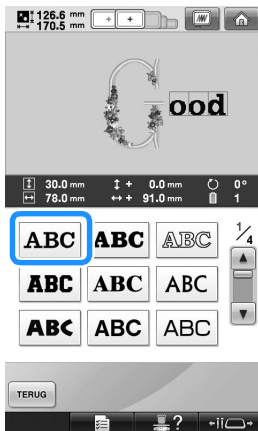 126.6 mm
170.5 mm
ood
30.0 mm + 0.0 mm 0°
78.0 mm + 91.0 mm 1
ABC ABC ABC 1/4
ABC ABC ABC
ABC ABC ABC
TERUG
?